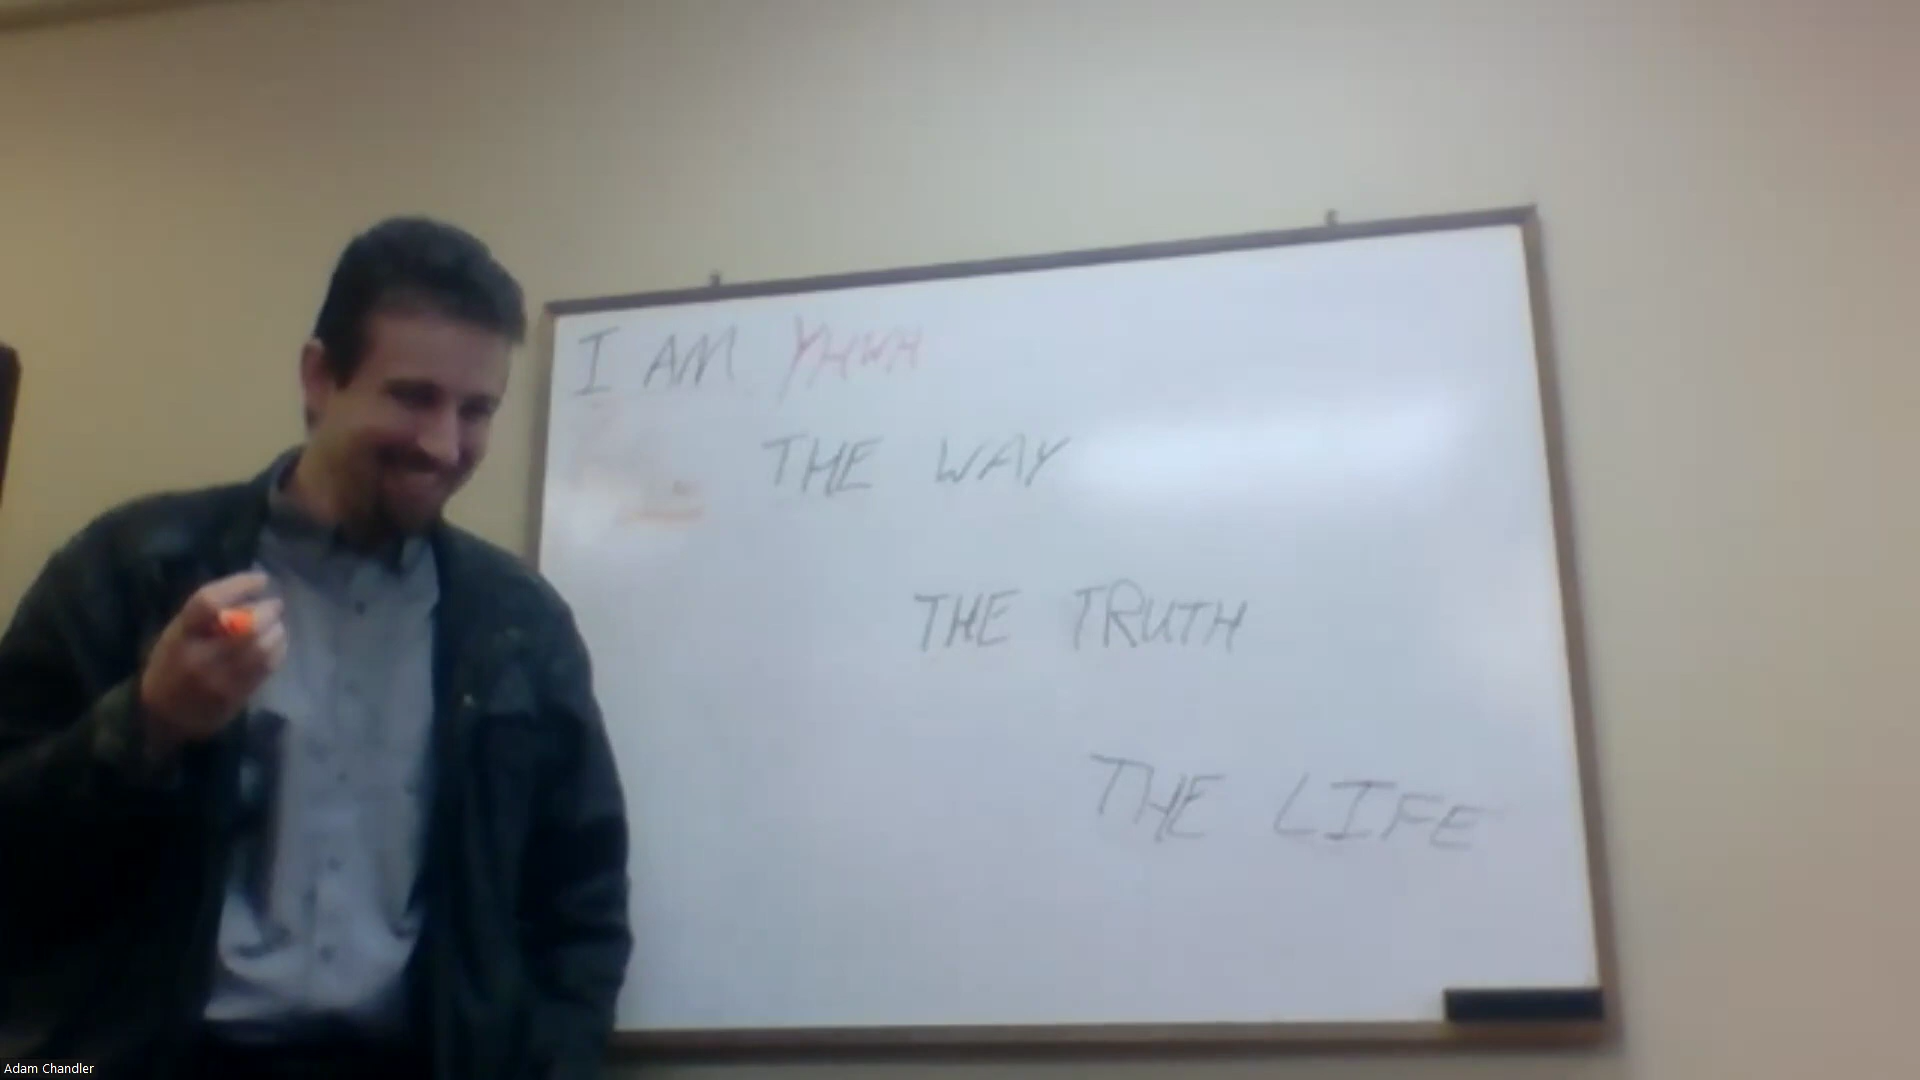 I AM YHWH
THE WAY
THE TRUTH
THE LIFE
Adam Chandler